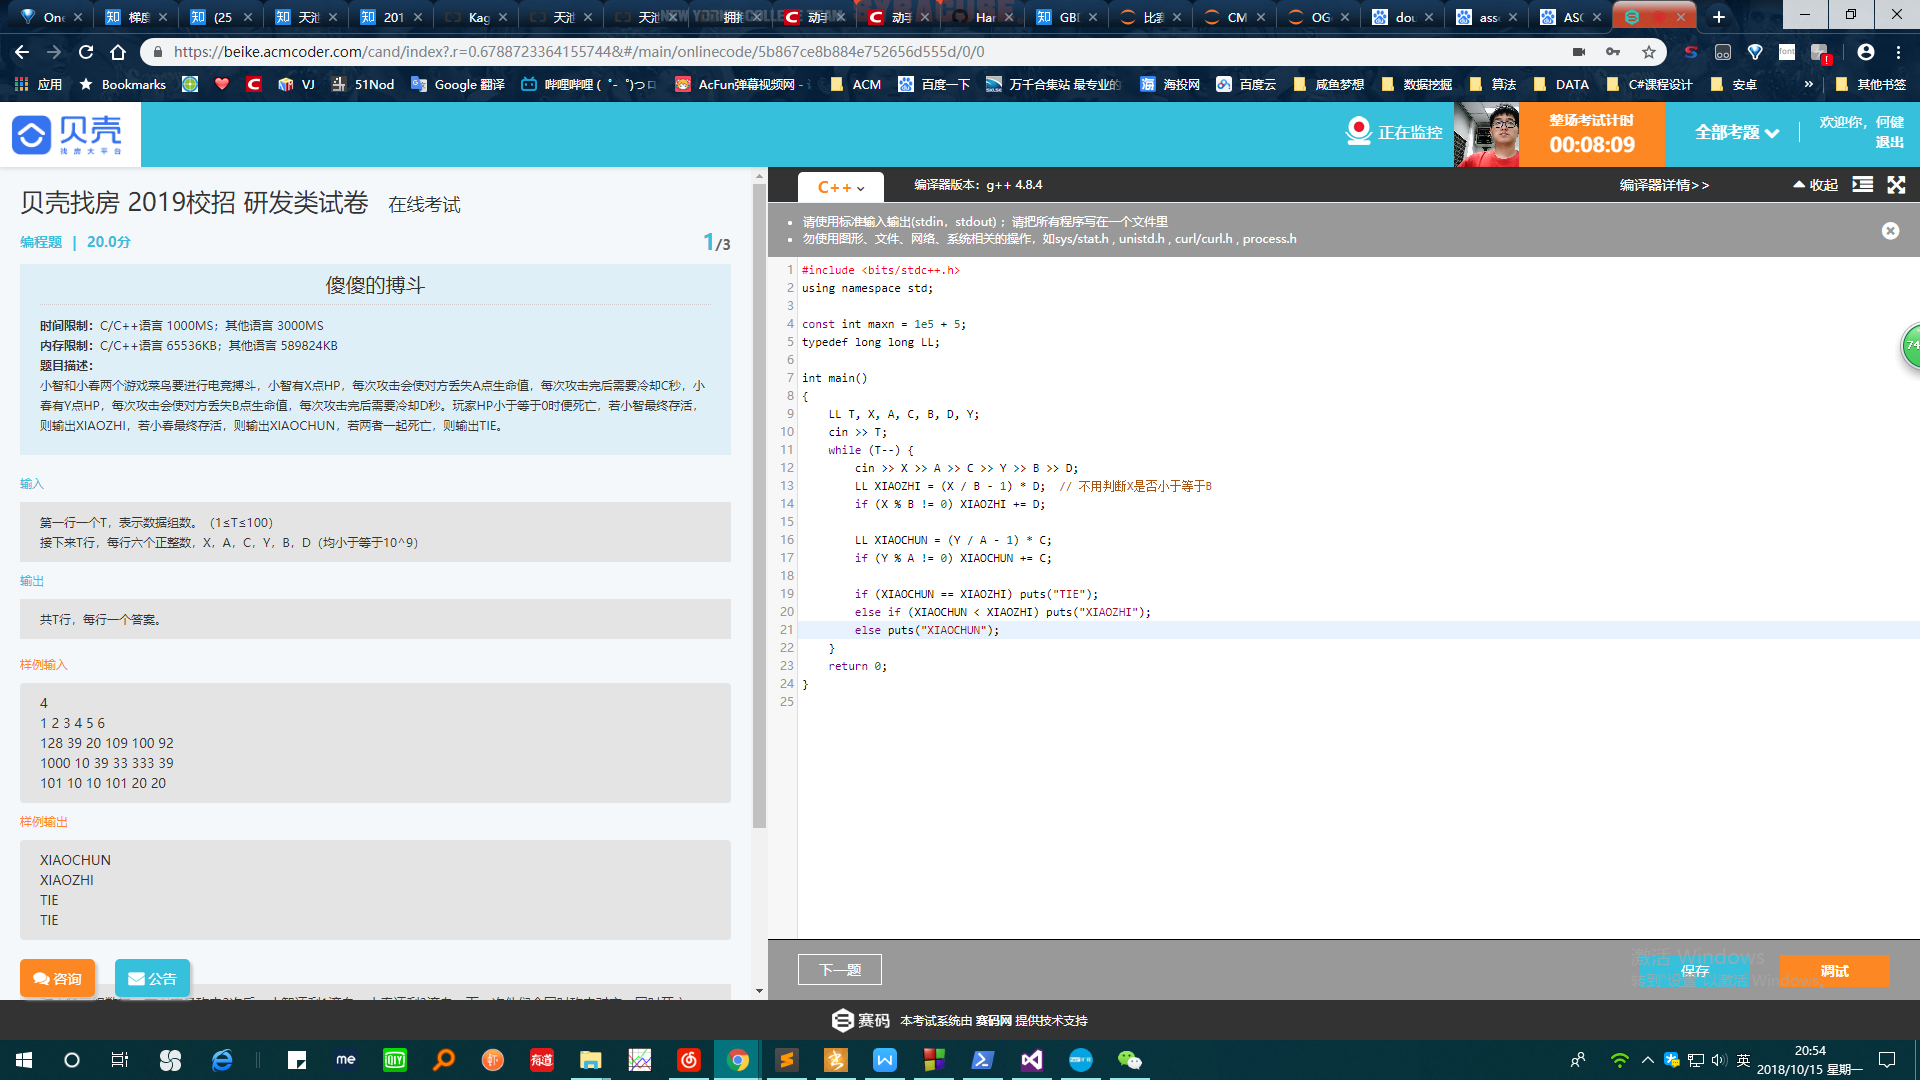 One
知 梯度
知 (25
知 天池
知 201
Kag
天池
天池
拥抱
动手
动手
Har
知 GBD
比赛
CM
OG
dou
asse
ASC
https://beike.acmcoder.com/cand/index?.r=0.6788723364155744&#/main/onlinecode/5b867ce8b884e752656d555d/0/0
应用
Bookmarks
VJ
51Nod
Google 翻译
哔哩哔哩 ( ゜- ゜)つロ
AcFun弹幕视频网 -
ACM
百度一下
万千合集站 最专业的
海投网
百度云
咸鱼梦想
数据挖掘
算法
DATA
C#课程设计
安卓
»
其他书签
贝壳
找房大平台
正在监控
整场考试计时
00:08:09
全部考题
欢迎你，何健
退出
贝壳找房 2019校招 研发类试卷 在线考试
编程题 | 20.0分
1/3
傻傻的搏斗
时间限制：C/C++语言 1000MS；其他语言 3000MS
内存限制：C/C++语言 65536KB；其他语言 589824KB
题目描述：
小智和小春两个游戏菜鸟要进行电竞搏斗，小智有X点HP，每次攻击会使对方丢失A点生命值，每次攻击完后需要冷却C秒，小
春有Y点HP，每次攻击会使对方丢失B点生命值，每次攻击完后需要冷却D秒。玩家HP小于等于0时便死亡，若小智最终存活，
则输出XIAOZHI，若小春最终存活，则输出XIAOCHUN，若两者一起死亡，则输出TIE。
输入
第一行一个T，表示数据组数。（1≤T≤100）
接下来T行，每行六个正整数，X，A，C，Y，B，D（均小于等于10^9）
输出
共T行，每行一个答案。
样例输入
4
1 2 3 4 5 6
128 39 20 109 100 92
1000 10 39 33 333 39
101 10 10 101 20 20
样例输出
XIAOCHUN
XIAOZHI
TIE
TIE
咨询
公告
C++
编译器版本：g++ 4.8.4
编译器详情>>
收起
请使用标准输入输出(stdin，stdout) ；请把所有程序写在一个文件里
勿使用图形、文件、网络、系统相关的操作，如sys/stat.h , unistd.h , curl/curl.h , process.h
1 #include <bits/stdc++.h>
2 using namespace std;
3
4 const int maxn = 1e5 + 5;
5 typedef long long LL;
6
7 int main()
8 {
9 LL T, X, A, C, B, D, Y;
10 cin >> T;
11 while (T--) {
12 cin >> X >> A >> C >> Y >> B >> D;
13 LL XIAOZHI = (X / B - 1) * D; // 不用判断X是否小于等于B
14 if (X % B != 0) XIAOZHI += D;
15
16 LL XIAOCHUN = (Y / A - 1) * C;
17 if (Y % A != 0) XIAOCHUN += C;
18
19 if (XIAOCHUN == XIAOZHI) puts("TIE");
20 else if (XIAOCHUN < XIAOZHI) puts("XIAOZHI");
21 else puts("XIAOCHUN");
22 }
23 return 0;
24 }
25
74
下一题
激活 Windows
保存
调试
赛码 本考试系统由 赛码网 提供技术支持
me
QIY
有道
英
20:54
2018/10/15 星期一